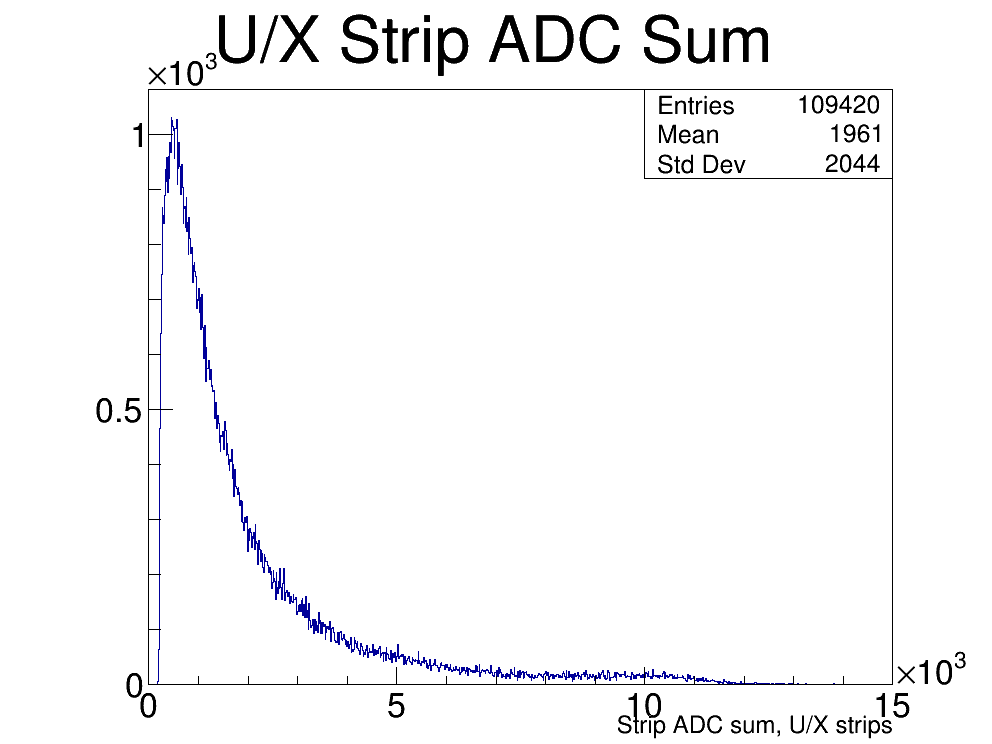 U/X Strip ADC Sum
×10³
Entries 109420
Mean 1961
Std Dev 2044
1
0.5
0
0 5 10 15
×10³
Strip ADC sum, U/X strips